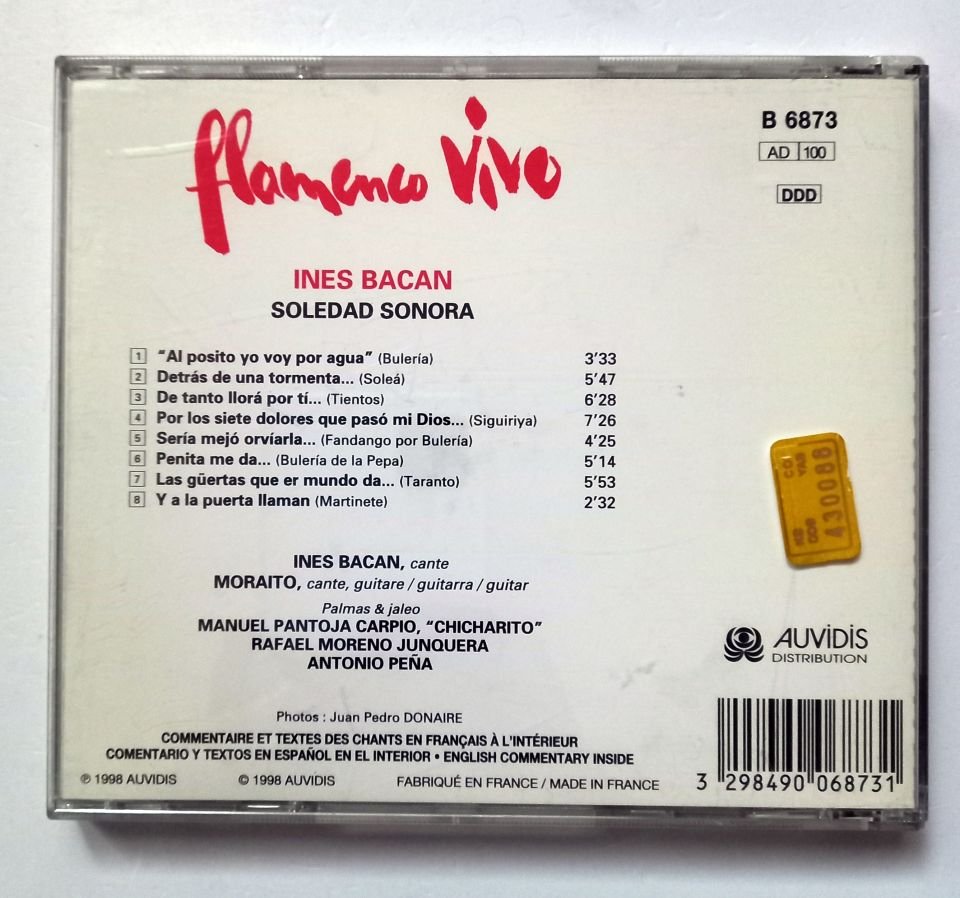 flamenco vivo
B 6873
AD 100
DDD
INES BACAN
SOLEDAD SONORA
1 "Al posito yo voy por agua" (Bulería) 3'33
2 Detrás de una tormenta... (Soleá) 5'47
3 De tanto llorá por tí... (Tientos) 6'28
4 Por los siete dolores que pasó mi Dios... (Siguiriya) 7'26
5 Sería mejó orvíarla... (Fandango por Bulería) 4'25
6 Penita me da... (Bulería de la Pepa) 5'14
7 Las güertas que er mundo da... (Taranto) 5'53
8 Y a la puerta llaman (Martinete) 2'32
430088
INES BACAN, cante
MORAITO, cante, guitare / guitarra / guitar
Palmas & jaleo
MANUEL PANTOJA CARPIO, "CHICHARITO"
RAFAEL MORENO JUNQUERA
ANTONIO PEÑA
AUVIDIS
DISTRIBUTION
Photos : Juan Pedro DONAIRE
COMMENTAIRE ET TEXTES DES CHANTS EN FRANÇAIS À L'INTÉRIEUR
COMENTARIO Y TEXTOS EN ESPAÑOL EN EL INTERIOR • ENGLISH COMMENTARY INSIDE
℗ 1998 AUVIDIS © 1998 AUVIDIS FABRIQUÉ EN FRANCE / MADE IN FRANCE
3 298490 068731